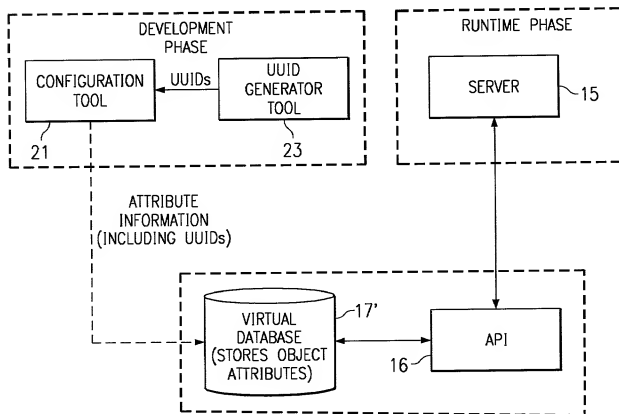 DEVELOPMENT
PHASE
CONFIGURATION
TOOL
21
UUIDs
UUID
GENERATOR
TOOL
23
RUNTIME PHASE
SERVER
15
ATTRIBUTE
INFORMATION
(INCLUDING UUIDs)
VIRTUAL
DATABASE
(STORES OBJECT
ATTRIBUTES)
17'
API
16